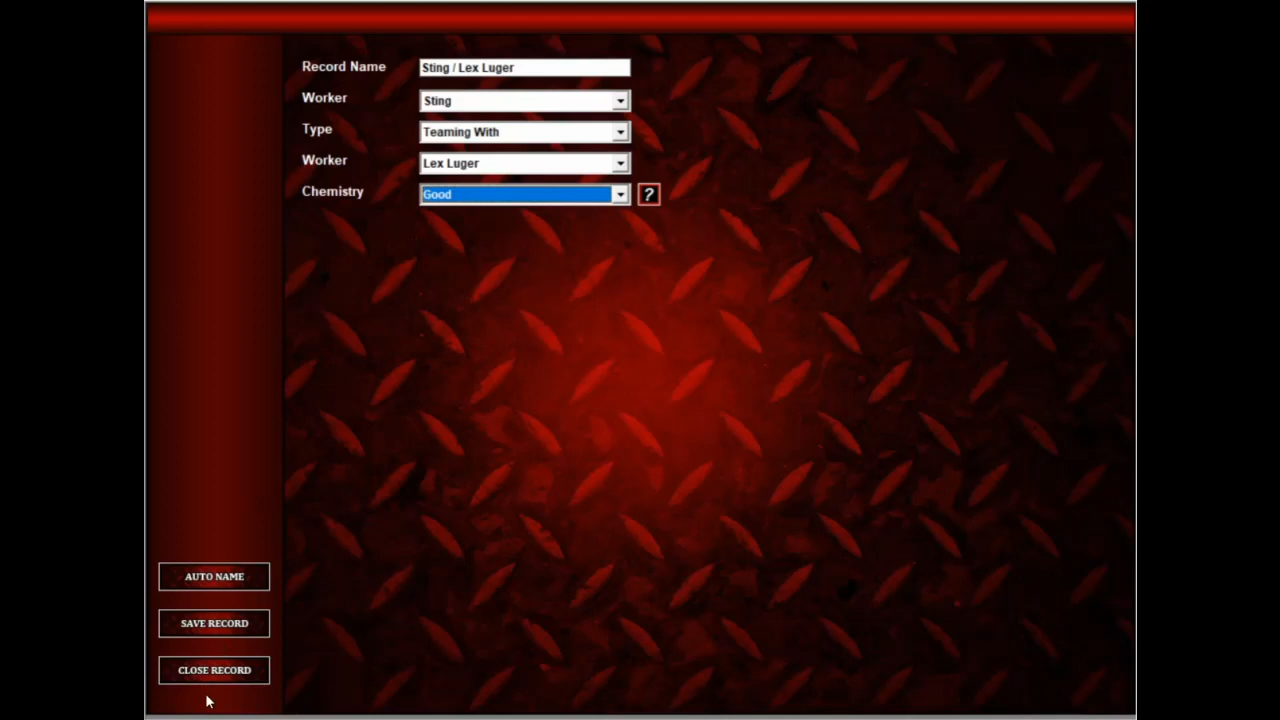 Record Name Sting / Lex Luger
Worker Sting
Type Teaming With
Worker Lex Luger
Chemistry Good ?
AUTO NAME
SAVE RECORD
CLOSE RECORD